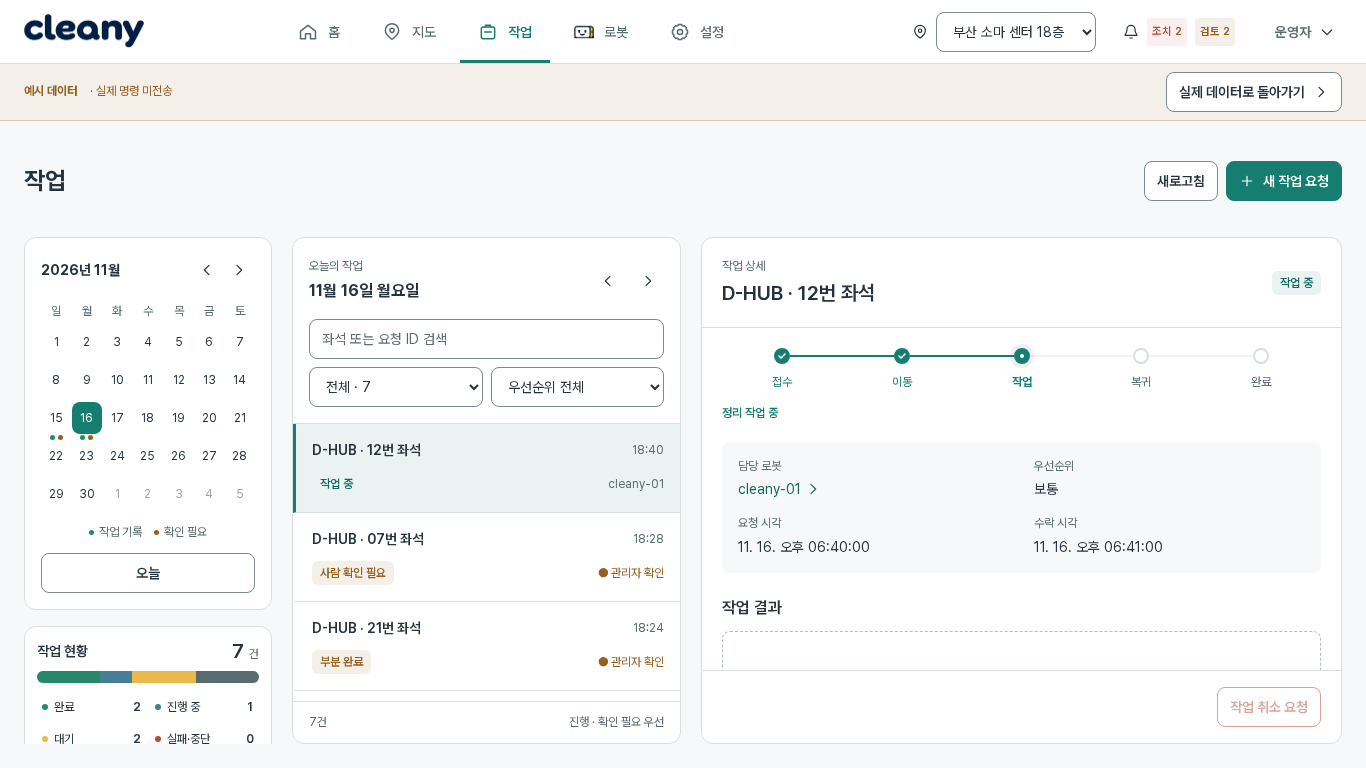 cleany
홈
지도
작업
로봇
설정
부산 소마 센터 18층
조치 2
검토 2
운영자
예시 데이터 · 실제 명령 미전송
실제 데이터로 돌아가기
작업
새로고침
새 작업 요청
2026년 11월
일 월 화 수 목 금 토
1 2 3 4 5 6 7
8 9 10 11 12 13 14
15 16 17 18 19 20 21
22 23 24 25 26 27 28
29 30 1 2 3 4 5
작업 기록 확인 필요
오늘
작업 현황 7 건
완료 2 진행 중 1
대기 2 실패·중단 0
오늘의 작업
11월 16일 월요일
좌석 또는 요청 ID 검색
전체 · 7
우선순위 전체
D-HUB · 12번 좌석 18:40
작업 중 cleany-01
D-HUB · 07번 좌석 18:28
사람 확인 필요 관리자 확인
D-HUB · 21번 좌석 18:24
부분 완료 관리자 확인
7건 진행 · 확인 필요 우선
작업 상세
D-HUB · 12번 좌석
작업 중
접수 이동 작업 복귀 완료
정리 작업 중
담당 로봇 우선순위
cleany-01 보통
요청 시각 수락 시각
11. 16. 오후 06:40:00 11. 16. 오후 06:41:00
작업 결과
작업 취소 요청